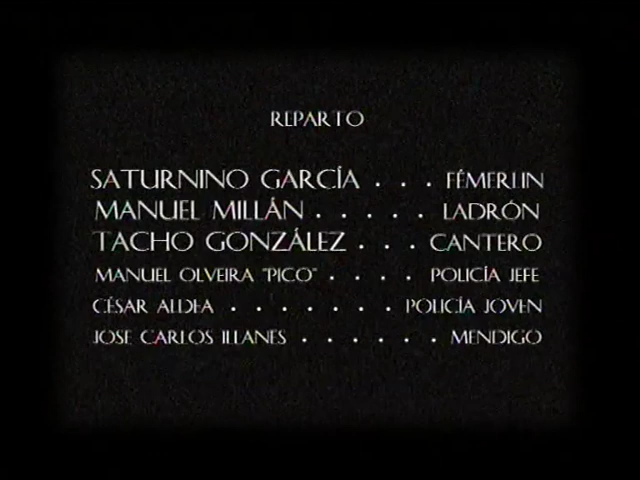 REPARTO
SATURNINO GARCÍA . . . FÉMERLIN
MANUEL MILLÁN . . . . . LADRÓN
TACHO GONZÁLEZ . . . CANTERO
MANUEL OLVEIRA "PICO" . . . . POLICÍA JEFE
CÉSAR ALDEA . . . . . . . POLICÍA JOVEN
JOSE CARLOS ILLANES . . . . . . MENDIGO